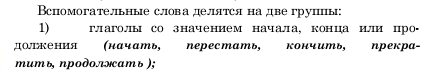 Вспомогательные слова делятся на две группы:
1) глаголы со значением начала, конца или про-
должения (начать, перестать, кончить, прекра-
тить, продолжать );